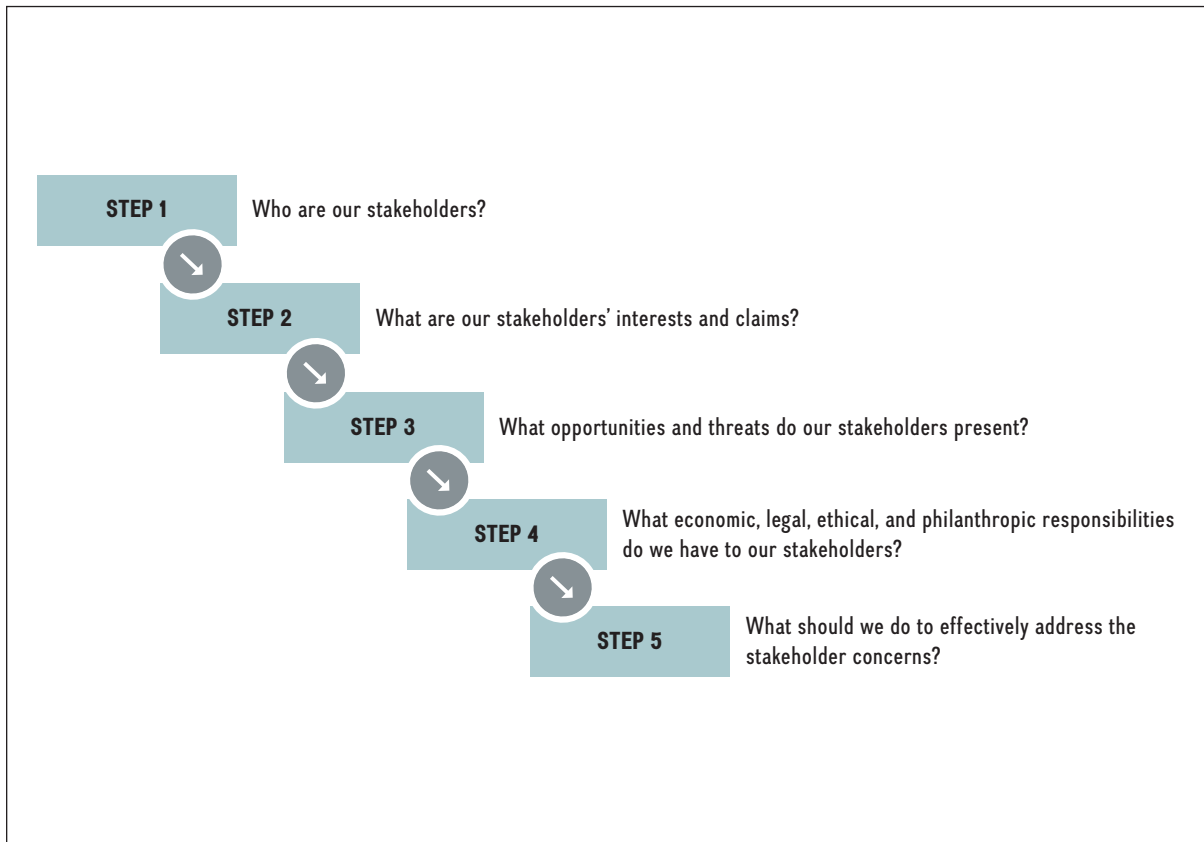 STEP 1
Who are our stakeholders?
STEP 2
What are our stakeholders’ interests and claims?
STEP 3
What opportunities and threats do our stakeholders present?
STEP 4
What economic, legal, ethical, and philanthropic responsibilities
do we have to our stakeholders?
STEP 5
What should we do to effectively address the
stakeholder concerns?